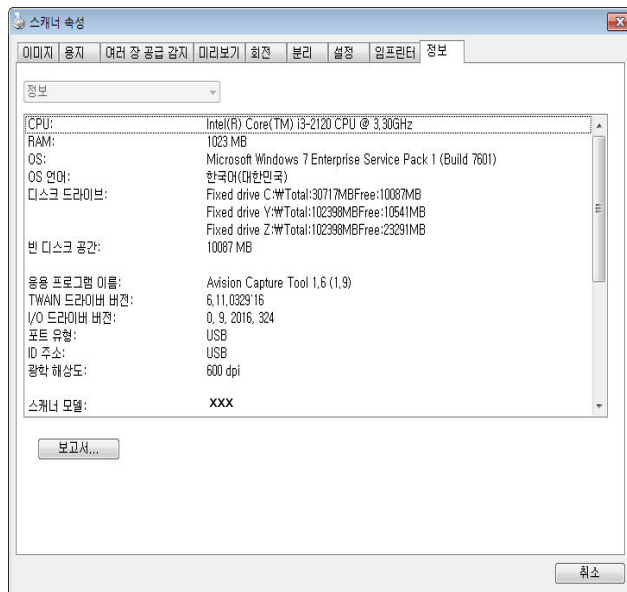 스캐너 속성
이미지 용지 여러 장 공급 감지 미리보기 회전 분리 설정 임프린터 정보
정보
CPU: Intel(R) Core(TM) i3-2120 CPU @ 3,30GHz
RAM: 1023 MB
OS: Microsoft Windows 7 Enterprise Service Pack 1 (Build 7601)
OS 언어: 한국어(대한민국)
디스크 드라이브: Fixed drive C:₩Total:30717MBFree:10087MB
Fixed drive Y:₩Total:102398MBFree:10541MB
Fixed drive Z:₩Total:102398MBFree:23291MB
빈 디스크 공간: 10087 MB
응용 프로그램 이름: Avision Capture Tool 1,6 (1,9)
TWAIN 드라이버 버전: 6,11,0329'16
I/O 드라이버 버전: 0, 9, 2016, 324
포트 유형: USB
ID 주소: USB
광학 해상도: 600 dpi
스캐너 모델: XXX
보고서...
취소